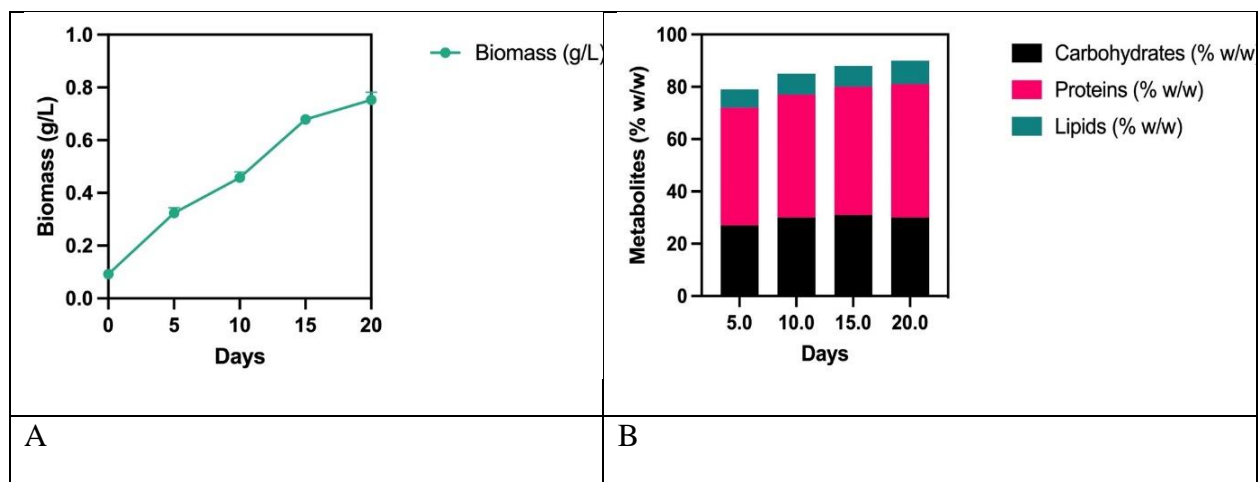 1.0
0.8
0.6
0.4
0.2
0.0
Biomass (g/L)
0 5 10 15 20
Days
Biomass (g/L)
100
80
60
40
20
0
Metabolites (% w/w)
5.0 10.0 15.0 20.0
Days
Carbohydrates (% w/w
Proteins (% w/w)
Lipids (% w/w)
A
B